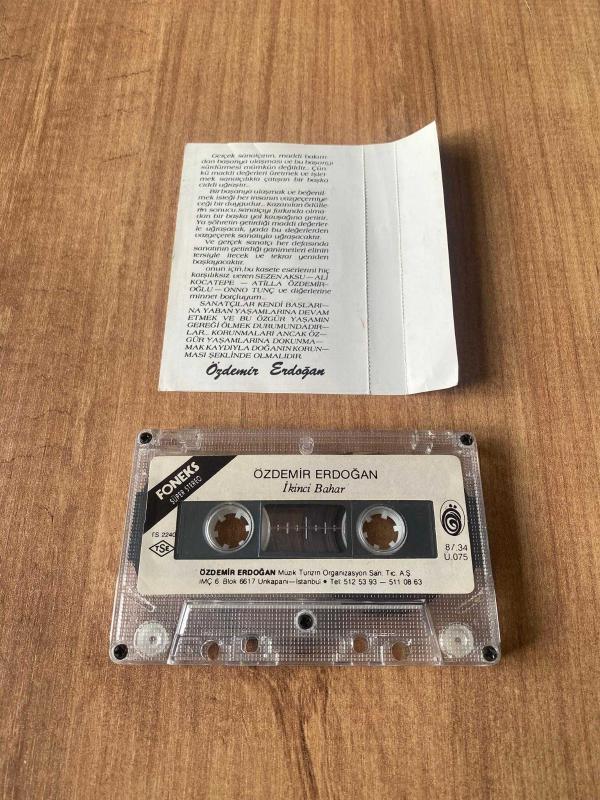 Gerçek sanatçının, maddi bakım-
dan başarıya ulaşması ve bu başarıyı
sürdürmesi mümkün değildir... Çün-
kü maddi değerleri üretmek ve işlet-
mek sanatçılıkla çatışan bir başka
ciddi uğraştır...
Bir başarıya ulaşmak ve beğenil-
mek isteği her insanın vazgeçemiye-
ceği bir duygudur... Kazanılan ödülle-
rin sonucu, sanatçıyı farkında olma-
dan bir başka yol kavşağına getirir.
Ya şöhretin getirdiği maddi değerler-
le uğraşacak, yada bu değerlerden
vazgeçerek sanatıyla uğraşacaktır.
Ve gerçek sanatçı her defasında
sanatının getirdiği ganimetleri elinin
tersiyle itecek ve tekrar yeniden
başlayacaktır.
onun için, bu kasete eserlerini hiç
karşılıksız veren SEZEN AKSU – ALİ
KOCATEPE – ATİLLA ÖZDEMİR-
OĞLU – ONNO TUNÇ ve diğerlerine
minnet borçluyum...
SANATÇILAR KENDİ BAŞLARI-
NA YABAN YAŞAMLARINA DEVAM
ETMEK VE BU ÖZGÜR YAŞAMIN
GEREĞİ ÖLMEK DURUMUNDADIR-
LAR... KORUNMALARI ANCAK ÖZ-
GÜR YAŞAMLARINA DOKUNMA-
MAK KAYDIYLA DOĞANIN KORUN-
MASI ŞEKLİNDE OLMALIDIR.
Özdemir Erdoğan
FONEKS
SÜPER STEREO
ÖZDEMİR ERDOĞAN
İkinci Bahar
TS 2240
TSE
Ö
87.34
Ü.075
ÖZDEMİR ERDOĞAN Müzik Turizm Organizasyon San. Tic. A.Ş.
İMÇ 6. Blok 6617 Unkapanı–İstanbul • Tel: 512 53 93 – 511 08 63